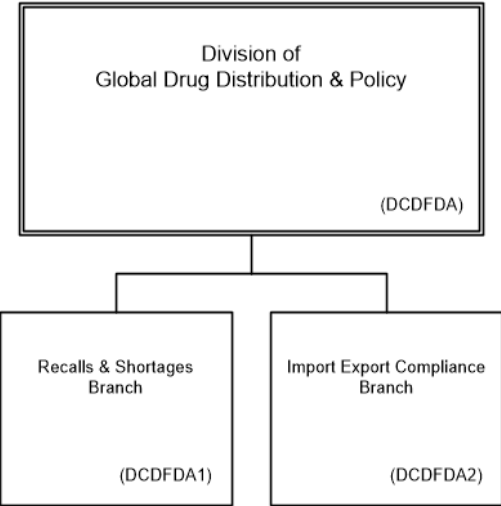 Division of
Global Drug Distribution & Policy
(DCDFDA)
Recalls & Shortages
Branch
(DCDFDA1)
Import Export Compliance
Branch
(DCDFDA2)